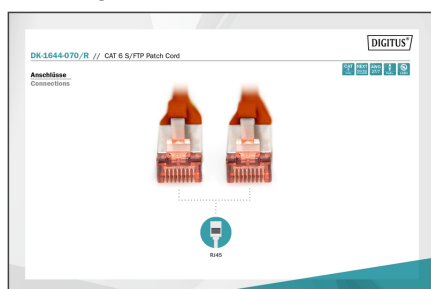 DIGITUS®
DK-1644-070/R // CAT 6 S/FTP Patch Cord
Anschlüsse
Connections
RJ45